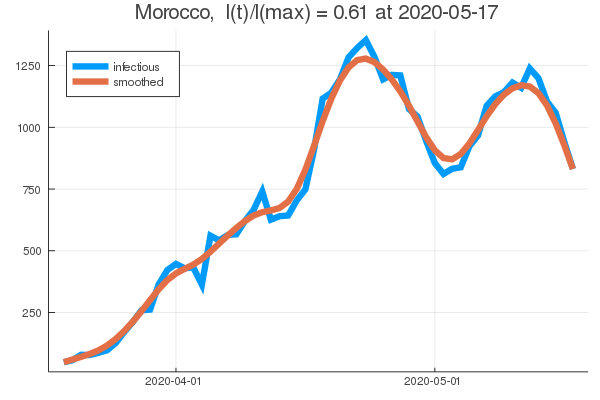 Morocco, I(t)/I(max) = 0.61 at 2020-05-17
infectious
smoothed
1250
1000
750
500
250
2020-04-01 2020-05-01